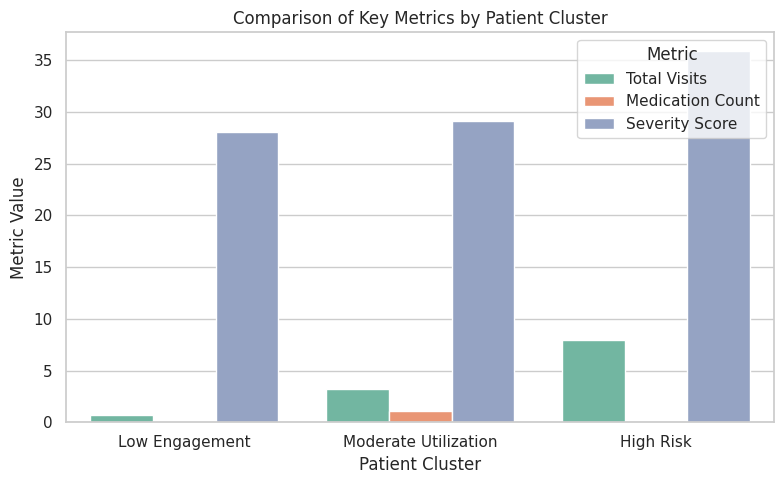 Comparison of Key Metrics by Patient Cluster
Metric
Total Visits
Medication Count
Severity Score
Metric Value
35
30
25
20
15
10
5
0
Low Engagement
Moderate Utilization
High Risk
Patient Cluster